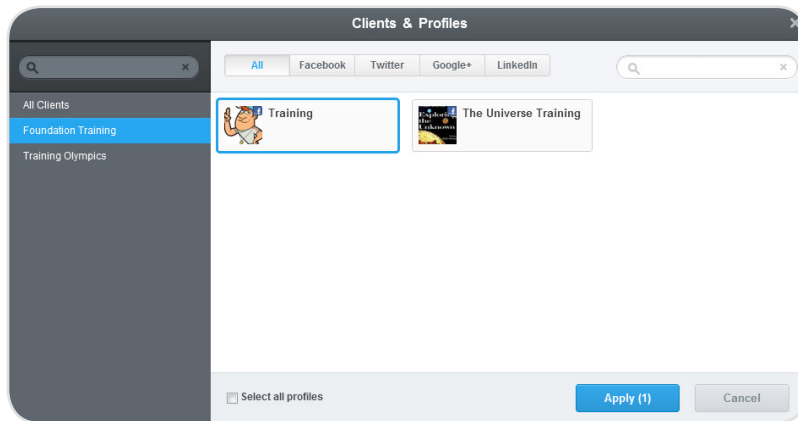 Clients & Profiles
All Facebook Twitter Google+ LinkedIn
All Clients
Foundation Training
Training Olympics
Training
The Universe Training
Exploring
the
Unknown
Select all profiles
Apply (1)
Cancel